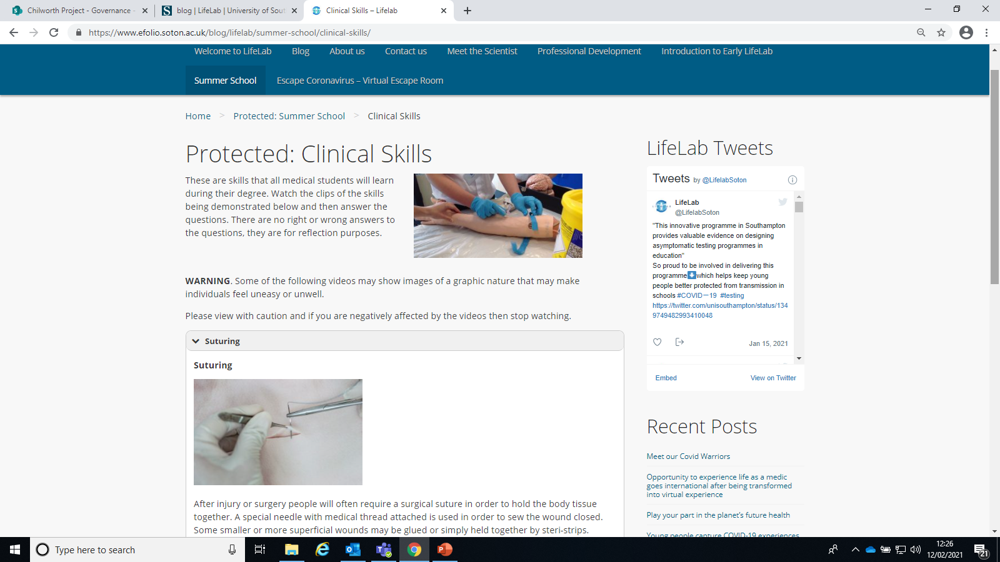 Chilworth Project - Governance -
blog | LifeLab | University of Sout
Clinical Skills – Lifelab
https://www.efolio.soton.ac.uk/blog/lifelab/summer-school/clinical-skills/
Welcome to LifeLab Blog About us Contact us Meet the Scientist Professional Development Introduction to Early LifeLab
Summer School Escape Coronavirus – Virtual Escape Room
Home > Protected: Summer School > Clinical Skills
Protected: Clinical Skills
These are skills that all medical students will learn
during their degree. Watch the clips of the skills
being demonstrated below and then answer the
questions. There are no right or wrong answers to
the questions, they are for reflection purposes.
WARNING. Some of the following videos may show images of a graphic nature that may make
individuals feel uneasy or unwell.
Please view with caution and if you are negatively affected by the videos then stop watching.
Suturing
Suturing
After injury or surgery people will often require a surgical suture in order to hold the body tissue
together. A special needle with medical thread attached is used in order to sew the wound closed.
Some smaller or more superficial wounds may be glued or simply held together by steri-strips.
LifeLab Tweets
Tweets by @LifelabSoton
LifeLab
@LifelabSoton
"This innovative programme in Southampton
provides valuable evidence on designing
asymptomatic testing programmes in
education"
So proud to be involved in delivering this
programme⬇which helps keep young
people better protected from transmission in
schools #COVIDー19 #testing
https://twitter.com/unisouthampton/status/134
9749482993410048
Jan 15, 2021
Embed View on Twitter
Recent Posts
Meet our Covid Warriors
Opportunity to experience life as a medic
goes international after being transformed
into virtual experience
Play your part in the planet's future health
Young people capture COVID-19 experiences
Type here to search
12:26
12/02/2021
21